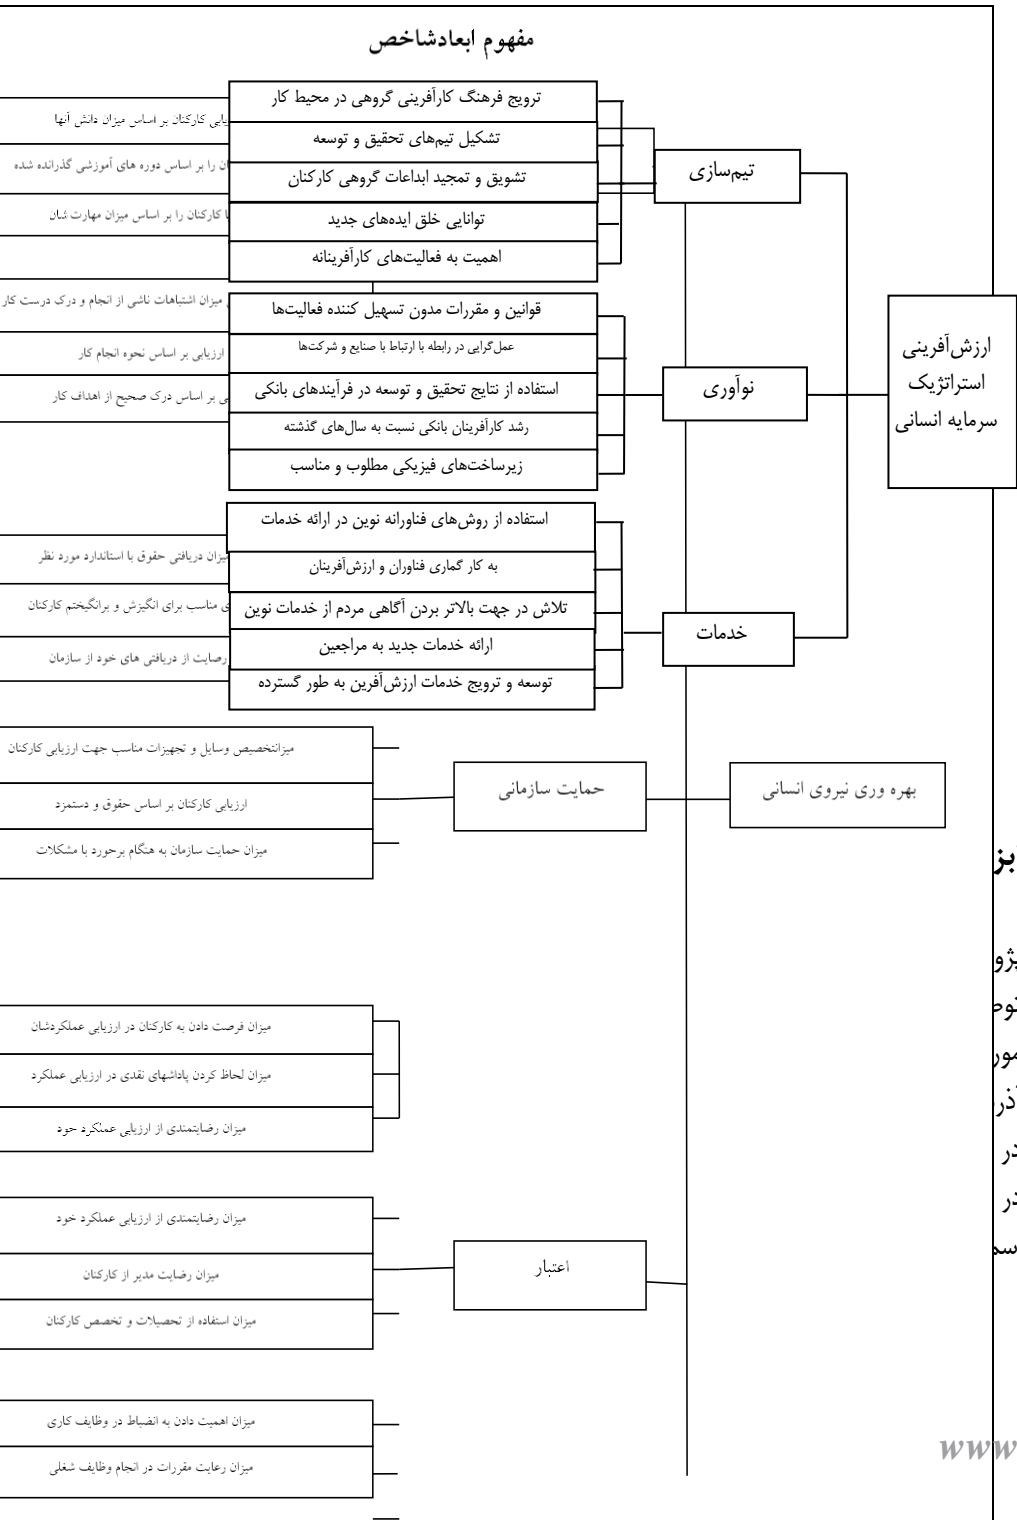 مفهوم ابعادشاخص
ارزش‌آفرینی
استراتژیک
سرمایه انسانی
تیم‌سازی
ترویج فرهنگ کارآفرینی گروهی در محیط کار
تشکیل تیم‌های تحقیق و توسعه
تشویق و تمجید ابداعات گروهی کارکنان
توانایی خلق ایده‌های جدید
اهمیت به فعالیت‌های کارآفرینانه
نوآوری
قوانین و مقررات مدون تسهیل کننده فعالیت‌ها
عمل‌گرایی در رابطه با ارتباط با صنایع و شرکت‌ها
استفاده از نتایج تحقیق و توسعه در فرآیندهای بانکی
رشد کارآفرینان بانکی نسبت به سال‌های گذشته
زیرساخت‌های فیزیکی مطلوب و مناسب
خدمات
استفاده از روش‌های فناورانه نوین در ارائه خدمات
به کار گماری فناوران و ارزش‌آفرینان
تلاش در جهت بالاتر بردن آگاهی مردم از خدمات نوین
ارائه خدمات جدید به مراجعین
توسعه و ترویج خدمات ارزش‌آفرین به طور گسترده
کارکنان بر اساس میزان دانش آنها
را بر اساس دوره های آموزشی گذرانده شده
کارکنان را بر اساس میزان مهارت شان
میزان اشتباهات ناشی از انجام و درک درست کار
ارزیابی بر اساس نحوه انجام کار
بر اساس درک صحیح از اهداف کار
میزان دریافتی حقوق با استاندارد مورد نظر
مناسب برای انگیزش و برانگیختم کارکنان
رضایت از دریافتی های خود از سازمان
بهره وری نیروی انسانی
حمایت سازمانی
میزانتخصیص وسایل و تجهیزات مناسب جهت ارزیابی کارکنان
ارزیابی کارکنان بر اساس حقوق و دستمزد
میزان حمایت سازمان به هنگام برخورد با مشکلات
میزان فرصت دادن به کارکنان در ارزیابی عملکردشان
میزان لحاظ کردن پاداشهای نقدی در ارزیابی عملکرد
میزان رضایتمندی از ارزیابی عملکرد خود
اعتبار
میزان رضایتمندی از ارزیابی عملکرد خود
میزان رضایت مدیر از کارکنان
میزان استفاده از تحصیلات و تخصص کارکنان
میزان اهمیت دادن به انضباط در وظایف کاری
میزان رعایت مقررات در انجام وظایف شغلی
در
در
www